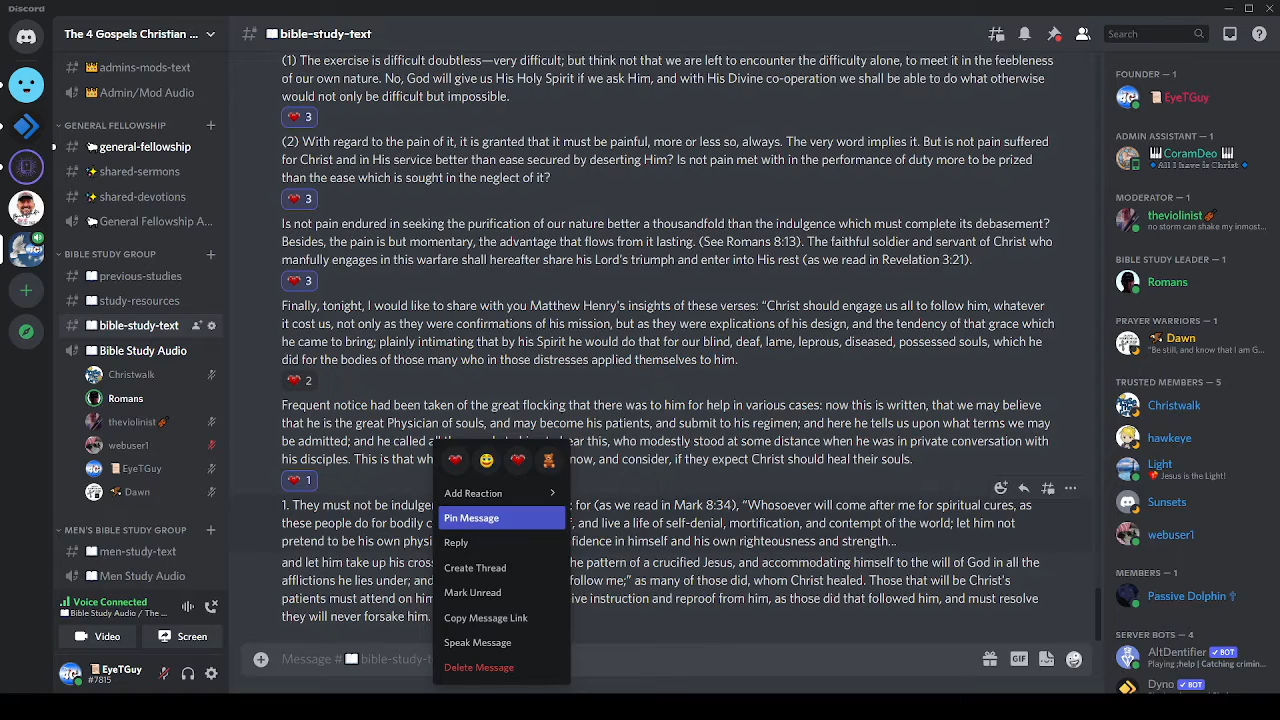 Discord
The 4 Gospels Christian ...
bible-study-text
Search
admins-mods-text
Admin/Mod Audio
GENERAL FELLOWSHIP
general-fellowship
shared-sermons
shared-devotions
General Fellowship A...
BIBLE STUDY GROUP
previous-studies
study-resources
bible-study-text
Bible Study Audio
Christwalk
Romans
theviolinist
webuser1
EyeTGuy
Dawn
MEN'S BIBLE STUDY GROUP
men-study-text
Men Study Audio
Voice Connected
Bible Study Audio / The ...
Video
Screen
EyeTGuy
#7815
(1) The exercise is difficult doubtless—very difficult; but think not that we are left to encounter the difficulty alone, to meet it in the feebleness
of our own nature. No, God will give us His Holy Spirit if we ask Him, and with His Divine co-operation we shall be able to do what otherwise
would not only be difficult but impossible.
3
(2) With regard to the pain of it, it is granted that it must be painful, more or less so, always. The very word implies it. But is not pain suffered
for Christ and in His service better than ease secured by deserting Him? Is not pain met with in the performance of duty more to be prized
than the ease which is sought in the neglect of it?
3
Is not pain endured in seeking the purification of our nature better a thousandfold than the indulgence which must complete its debasement?
Besides, the pain is but momentary, the advantage that flows from it lasting. (See Romans 8:13). The faithful soldier and servant of Christ who
manfully engages in this warfare shall hereafter share his Lord's triumph and enter into His rest (as we read in Revelation 3:21).
3
Finally, tonight, I would like to share with you Matthew Henry's insights of these verses: “Christ should engage us all to follow him, whatever
it cost us, not only as they were confirmations of his mission, but as they were explications of his design, and the tendency of that grace which
he came to bring; plainly intimating that by his Spirit he would do that for our blind, deaf, lame, leprous, diseased, possessed souls, which he
did for the bodies of those many who in those distresses applied themselves to him.
2
Frequent notice had been taken of the great flocking that there was to him for help in various cases: now this is written, that we may believe
that he is the great Physician of souls, and may become his patients, and submit to his regimen; and here he tells us upon what terms we may
be admitted; and he called all the people to him to hear this, who modestly stood at some distance when he was in private conversation with
his disciples. This is that wh now, and consider, if they expect Christ should heal their souls.
1
1. They must not be indulgen for (as we read in Mark 8:34), “Whosoever will come after me for spiritual cures, as
these people do for bodily c , and live a life of self-denial, mortification, and contempt of the world; let him not
pretend to be his own physi fidence in himself and his own righteousness and strength...
and let him take up his cross the pattern of a crucified Jesus, and accommodating himself to the will of God in all the
afflictions he lies under; and follow me;” as many of those did, whom Christ healed. Those that will be Christ's
patients must attend on him ive instruction and reproof from him, as those did that followed him, and must resolve
they will never forsake him.
Message # bible-study-t
GIF
Add Reaction
Pin Message
Reply
Create Thread
Mark Unread
Copy Message Link
Speak Message
Delete Message
FOUNDER — 1
EyeTGuy
ADMIN ASSISTANT — 1
CoramDeo
All I have is Christ
MODERATOR — 1
theviolinist
no storm can shake my inmost...
BIBLE STUDY LEADER — 1
Romans
PRAYER WARRIORS — 1
Dawn
"Be still, and know that I am G...
TRUSTED MEMBERS — 5
Christwalk
hawkeye
Light
Jesus is the Light!
Sunsets
webuser1
MEMBERS — 1
Passive Dolphin
SERVER BOTS — 4
AltDentifier BOT
Playing ;help | Catching crimin...
Dyno BOT